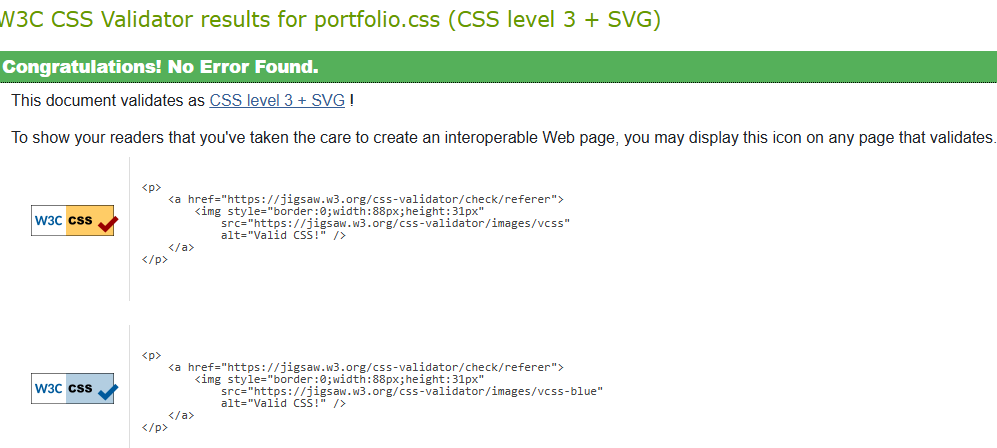 W3C CSS Validator results for portfolio.css (CSS level 3 + SVG)
Congratulations! No Error Found.
This document validates as CSS level 3 + SVG !
To show your readers that you've taken the care to create an interoperable Web page, you may display this icon on any page that validates.
W3C css
<p>
<a href="https://jigsaw.w3.org/css-validator/check/referer">
<img style="border:0;width:88px;height:31px"
src="https://jigsaw.w3.org/css-validator/images/vcss"
alt="Valid CSS!" />
</a>
</p>
W3C css
<p>
<a href="https://jigsaw.w3.org/css-validator/check/referer">
<img style="border:0;width:88px;height:31px"
src="https://jigsaw.w3.org/css-validator/images/vcss-blue"
alt="Valid CSS!" />
</a>
</p>